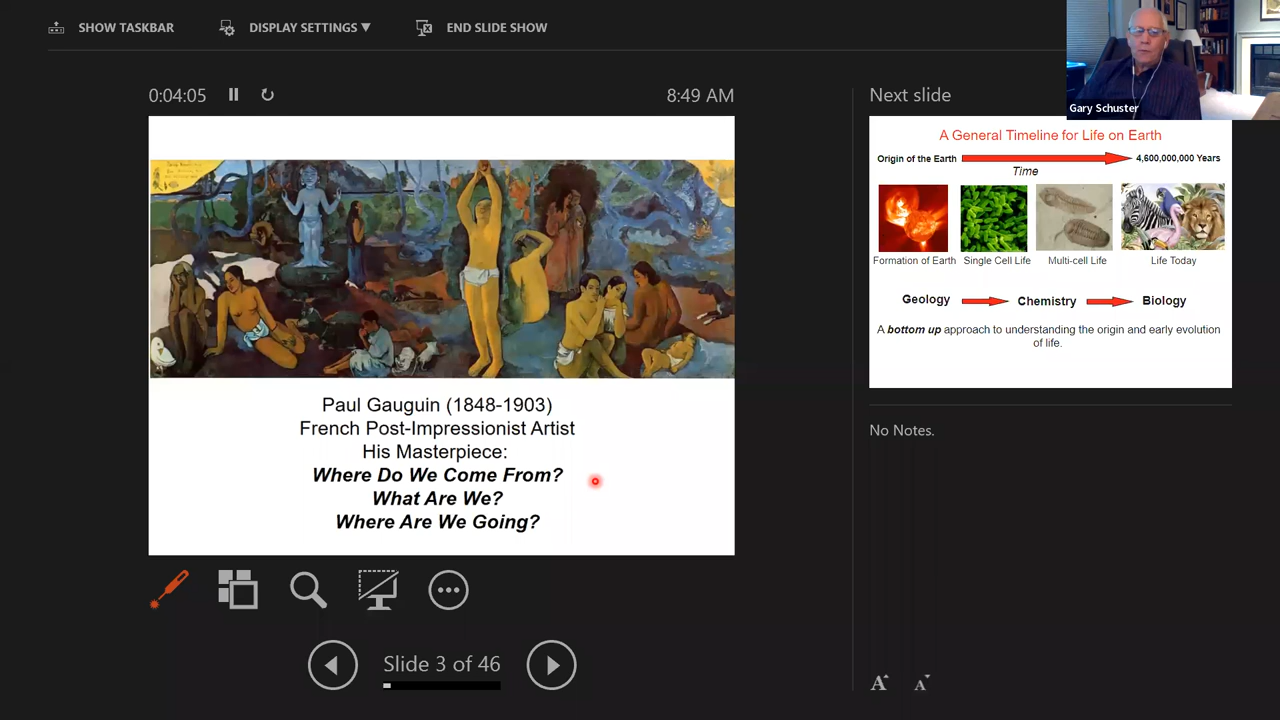 SHOW TASKBAR
DISPLAY SETTINGS ▼
END SLIDE SHOW
Gary Schuster
0:04:05
8:49 AM
Paul Gauguin (1848-1903)
French Post-Impressionist Artist
His Masterpiece:
Where Do We Come From?
What Are We?
Where Are We Going?
Slide 3 of 46
Next slide
A General Timeline for Life on Earth
Origin of the Earth
4,600,000,000 Years
Time
Formation of Earth
Single Cell Life
Multi-cell Life
Life Today
Geology
Chemistry
Biology
A bottom up approach to understanding the origin and early evolution
of life.
No Notes.
A A